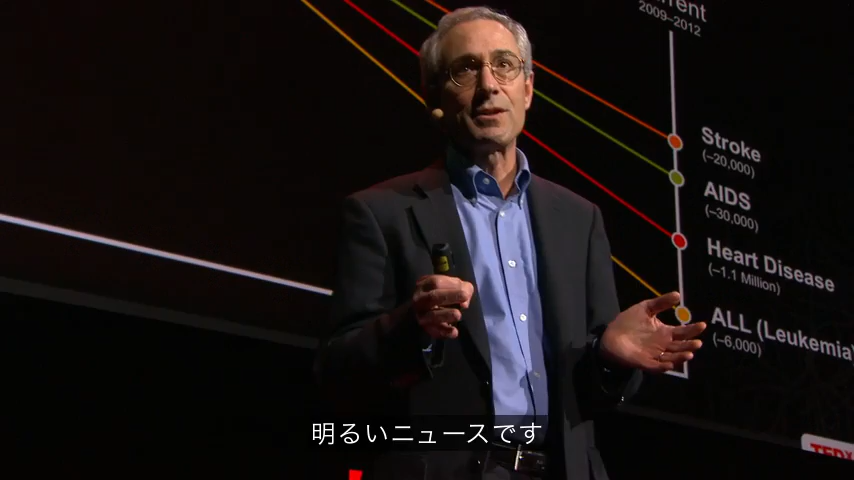 2009–2012
Stroke
(–20,000)
AIDS
(–30,000)
Heart Disease
(–1.1 Million)
ALL (Leukemia)
(–6,000)
明るいニュースです